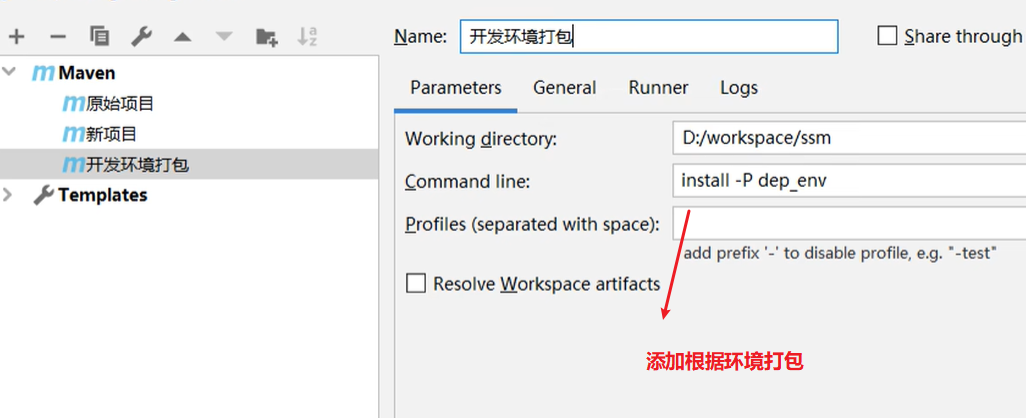 Name:
开发环境打包
Share through
Maven
原始项目
新项目
开发环境打包
Templates
Parameters
General
Runner
Logs
Working directory:
D:/workspace/ssm
Command line:
install -P dep_env
Profiles (separated with space):
add prefix '-' to disable profile, e.g. "-test"
Resolve Workspace artifacts
添加根据环境打包